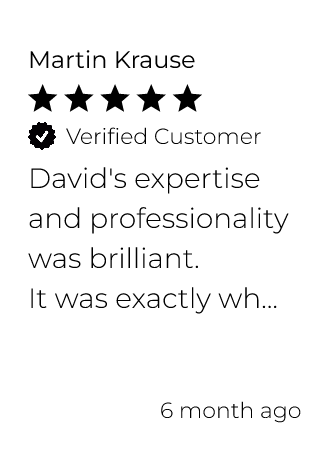 Martin Krause
Verified Customer
David's expertise
and professionality
was brilliant.
It was exactly wh...
6 month ago